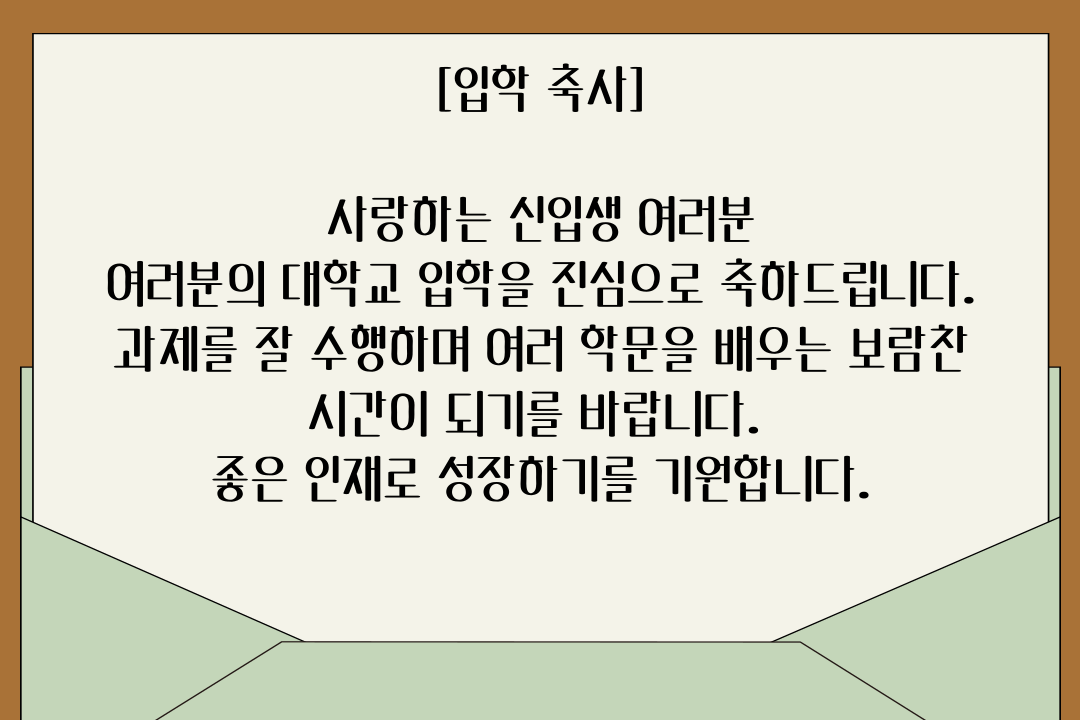 [입학 축사]
사랑하는 신입생 여러분
여러분의 대학교 입학을 진심으로 축하드립니다.
과제를 잘 수행하며 여러 학문을 배우는 보람찬
시간이 되기를 바랍니다.
좋은 인재로 성장하기를 기원합니다.